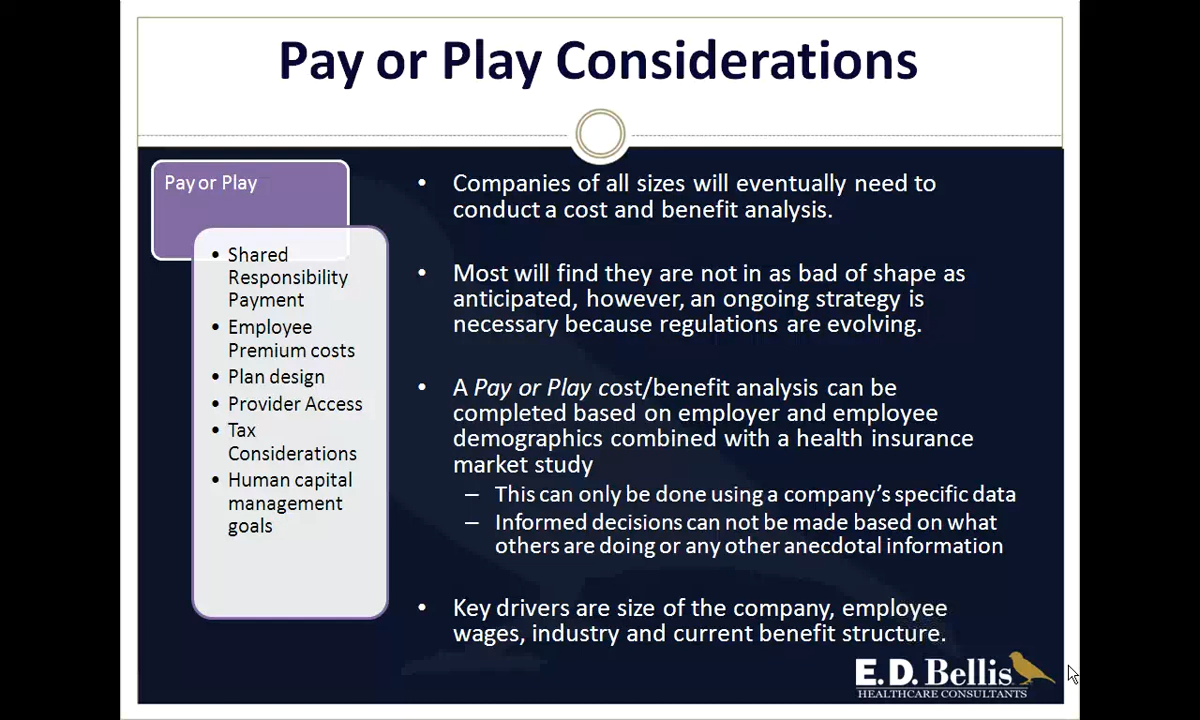 Pay or Play Considerations
Pay or Play
• Shared
Responsibility
Payment
• Employee
Premium costs
• Plan design
• Provider Access
• Tax
Considerations
• Human capital
management
goals
• Companies of all sizes will eventually need to
conduct a cost and benefit analysis.
• Most will find they are not in as bad of shape as
anticipated, however, an ongoing strategy is
necessary because regulations are evolving.
• A Pay or Play cost/benefit analysis can be
completed based on employer and employee
demographics combined with a health insurance
market study
– This can only be done using a company's specific data
– Informed decisions can not be made based on what
others are doing or any other anecdotal information
• Key drivers are size of the company, employee
wages, industry and current benefit structure.
E.D. Bellis
HEALTHCARE CONSULTANTS